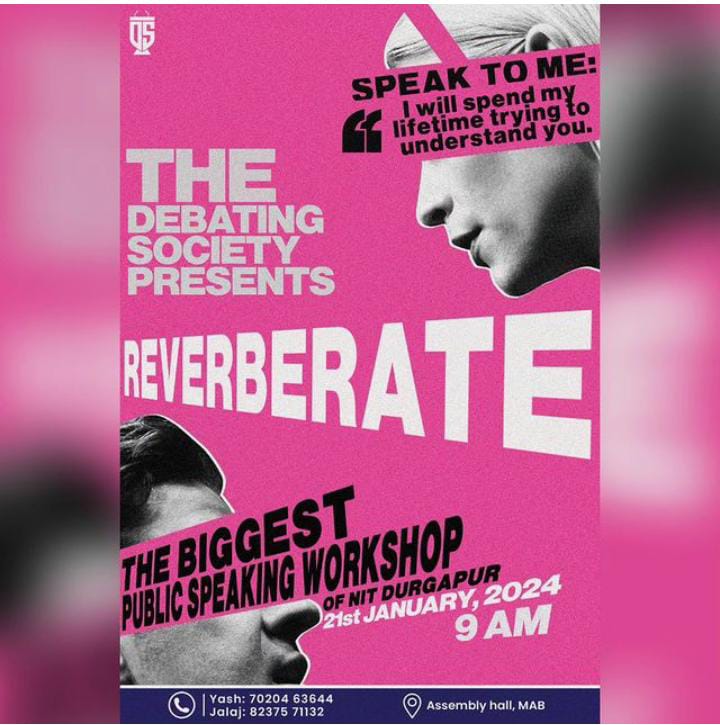 DS
SPEAK TO ME:
“ I will spend my
lifetime trying to
understand you.
THE
DEBATING
SOCIETY
PRESENTS
REVERBERATE
THE BIGGEST
PUBLIC SPEAKING WORKSHOP
OF NIT DURGAPUR
21st JANUARY, 2024
9 AM
Yash: 70204 63644
Jalaj: 82375 71132
Assembly hall, MAB